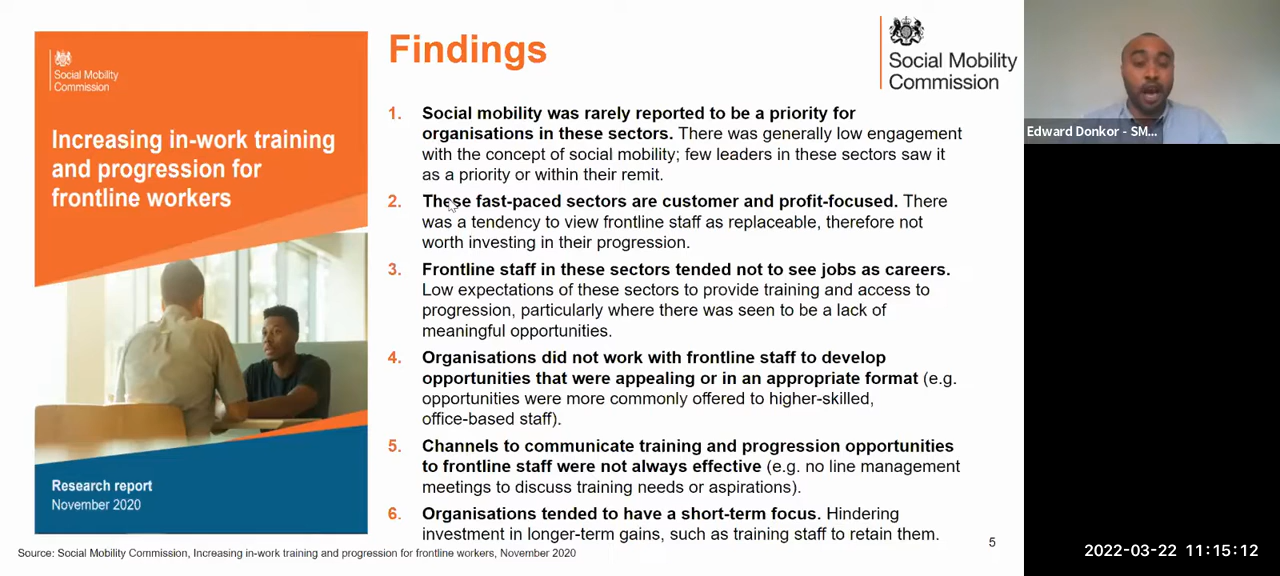 Social Mobility
Commission
Increasing in-work training
and progression for
frontline workers
Research report
November 2020
Findings
Social Mobility
Commission
1. Social mobility was rarely reported to be a priority for
organisations in these sectors. There was generally low engagement
with the concept of social mobility; few leaders in these sectors saw it
as a priority or within their remit.
2. These fast-paced sectors are customer and profit-focused. There
was a tendency to view frontline staff as replaceable, therefore not
worth investing in their progression.
3. Frontline staff in these sectors tended not to see jobs as careers.
Low expectations of these sectors to provide training and access to
progression, particularly where there was seen to be a lack of
meaningful opportunities.
4. Organisations did not work with frontline staff to develop
opportunities that were appealing or in an appropriate format (e.g.
opportunities were more commonly offered to higher-skilled,
office-based staff).
5. Channels to communicate training and progression opportunities
to frontline staff were not always effective (e.g. no line management
meetings to discuss training needs or aspirations).
6. Organisations tended to have a short-term focus. Hindering
investment in longer-term gains, such as training staff to retain them.
5
Source: Social Mobility Commission, Increasing in-work training and progression for frontline workers, November 2020
Edward Donkor - SM...
2022-03-22 11:15:12